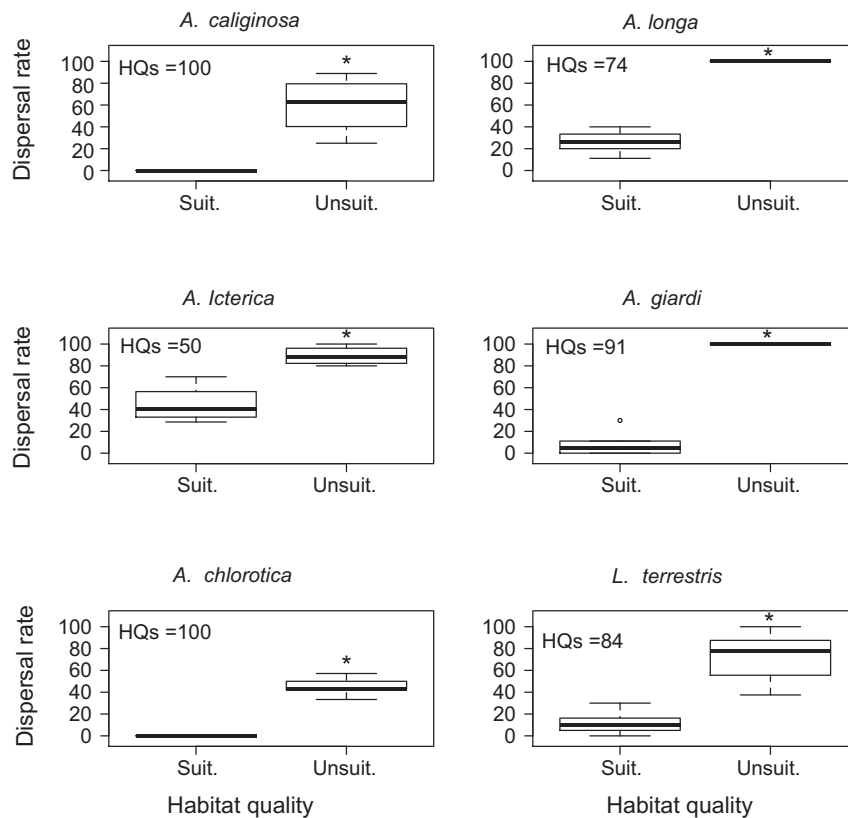 A. caliginosa
Dispersal rate
100
80
60
40
20
0
HQs =100
*
Suit.
Unsuit.
A. longa
100
80
60
40
20
0
HQs =74
*
Suit.
Unsuit.
A. Icterica
Dispersal rate
100
80
60
40
20
0
HQs =50
*
Suit.
Unsuit.
A. giardi
100
80
60
40
20
0
HQs =91
*
Suit.
Unsuit.
A. chlorotica
Dispersal rate
100
80
60
40
20
0
HQs =100
*
Suit.
Unsuit.
Habitat quality
L. terrestris
100
80
60
40
20
0
HQs =84
*
Suit.
Unsuit.
Habitat quality